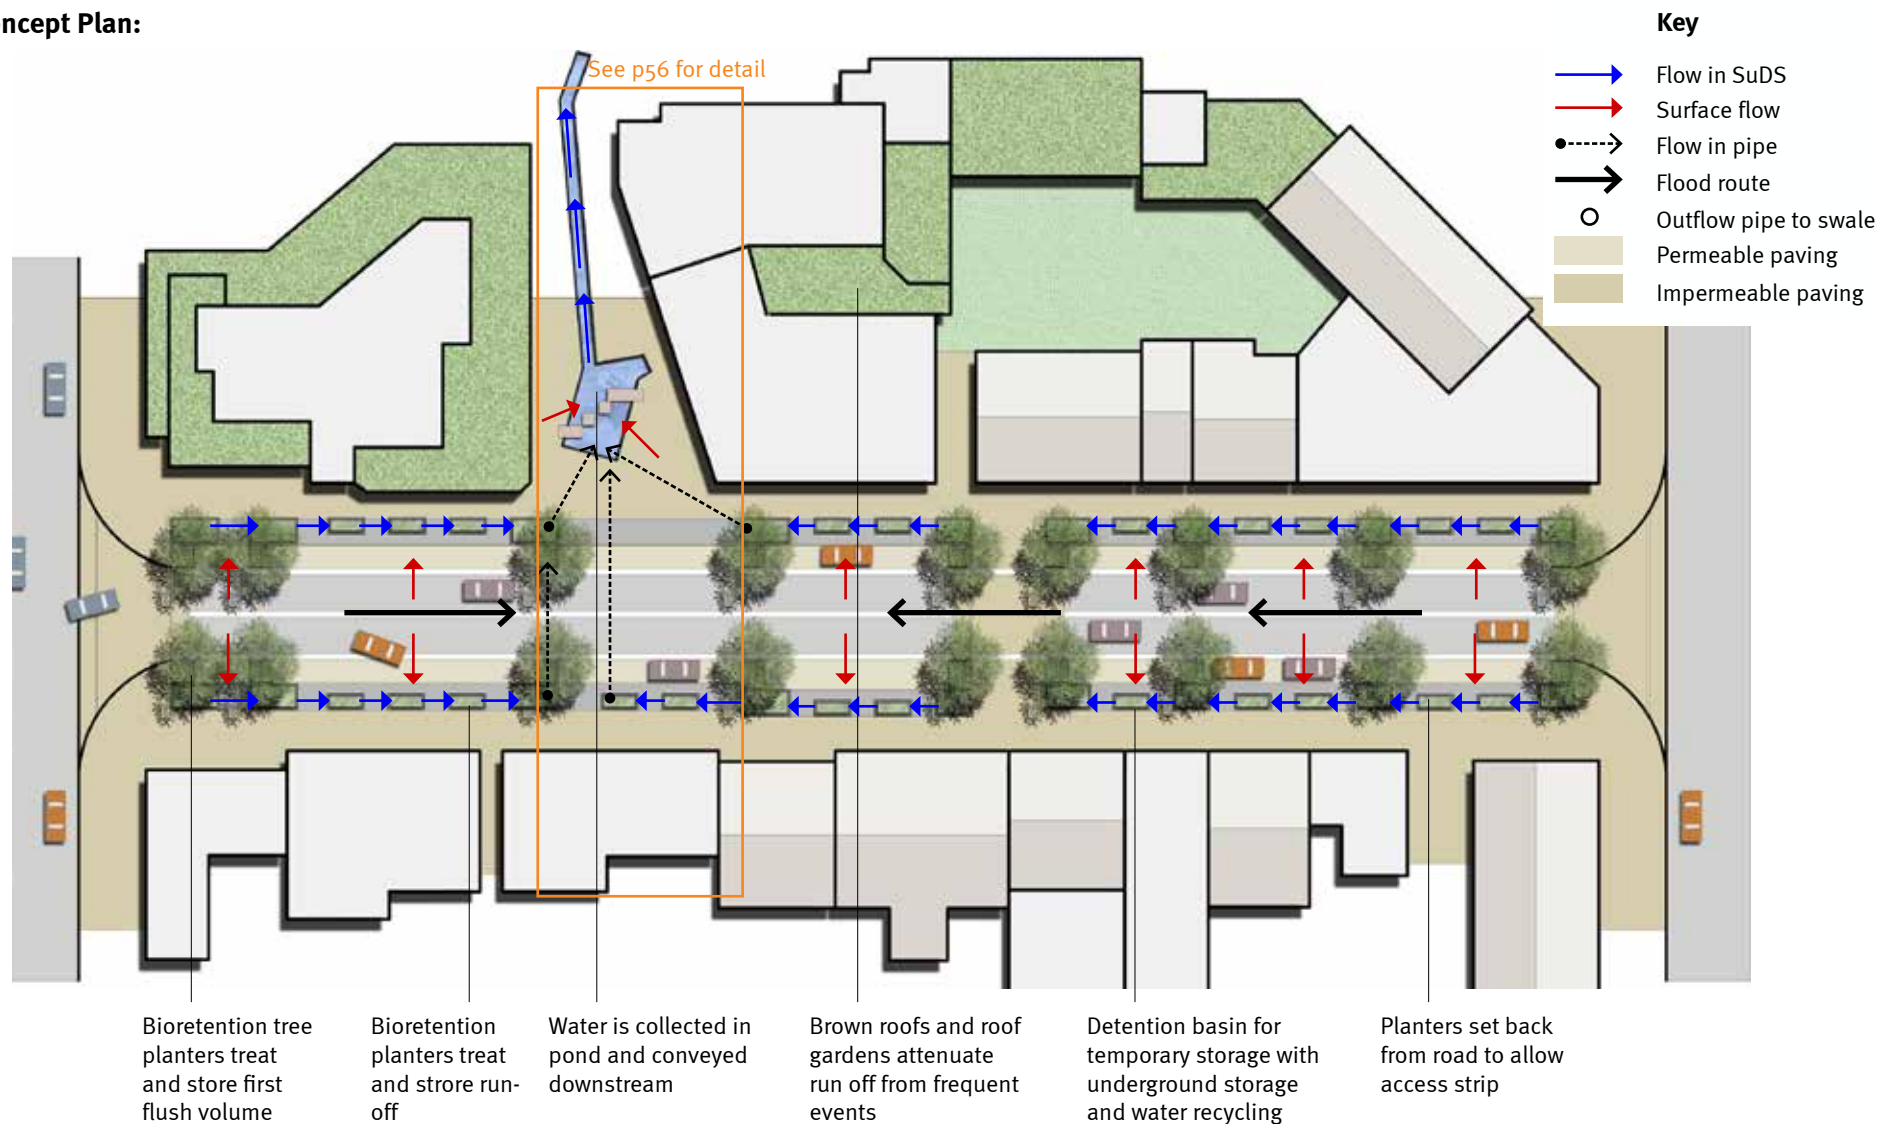 ncept Plan:
See p56 for detail
Key
Flow in SuDS
Surface flow
Flow in pipe
Flood route
Outflow pipe to swale
Permeable paving
Impermeable paving
Bioretention tree
planters treat
and store first
flush volume
Bioretention
planters treat
and strore run-
off
Water is collected in
pond and conveyed
downstream
Brown roofs and roof
gardens attenuate
run off from frequent
events
Detention basin for
temporary storage with
underground storage
and water recycling
Planters set back
from road to allow
access strip